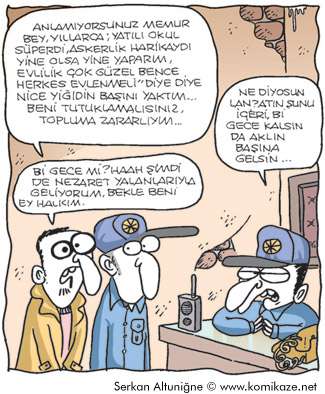 ANLAMIYORSUNUZ MEMUR
BEY, YILLARCA; YATILI OKUL
SÜPERDİ, ASKERLİK HARİKAYDI
YİNE OLSA YİNE YAPARIM,
EVLİLİK ÇOK GÜZEL BENCE
HERKES EVLENMELİ" DİYE DİYE
NİCE YİĞİDİN BAŞINI YAKTIM...
BENİ TUTUKLAMALISINIZ,
TOPLUMA ZARARLIYIM...
NE DİYOSUN
LAN? ATIN ŞUNU
İÇERİ, Bİ
GECE KALSIN
DA AKLIN
BAŞINA
GELSİN...
Bİ GECE Mİ? HAAH ŞİMDİ
DE NEZARET YALANLARIYLA
GELİYORUM, BEKLE BENİ
EY HALKIM.
Serkan Altuniğne © www.komikaze.net